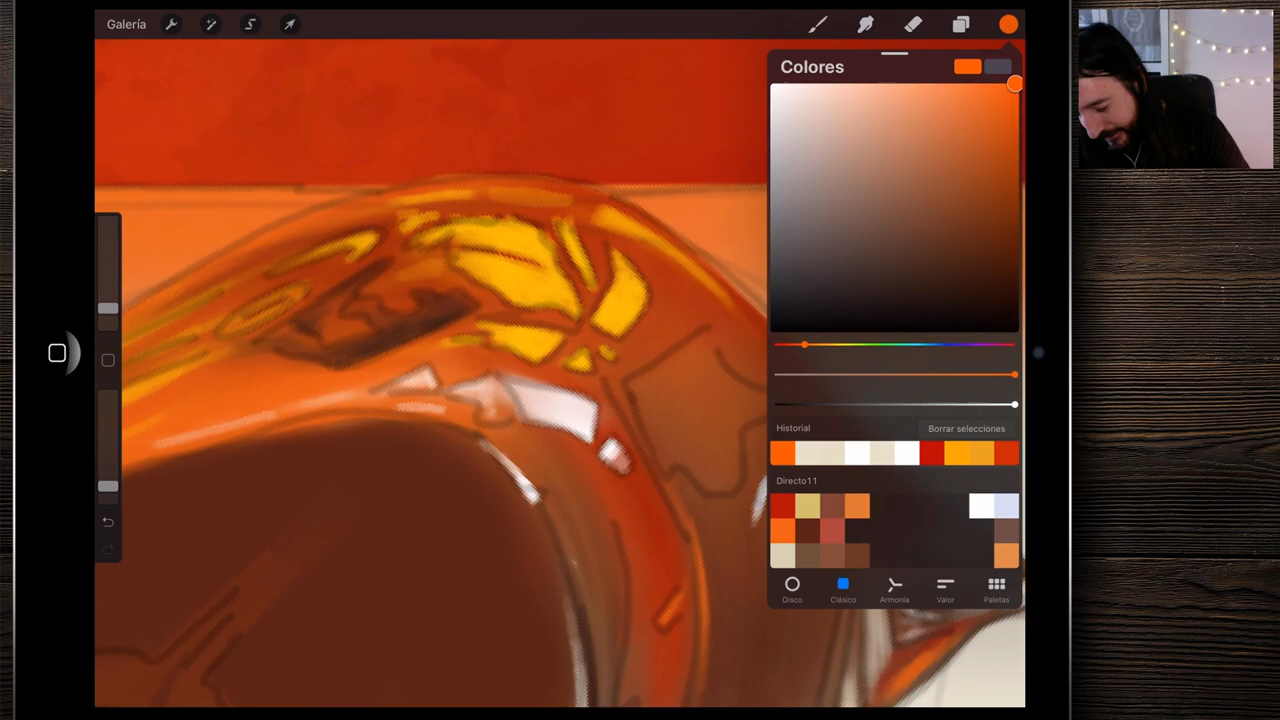 Galería
Colores
Historial
Borrar selecciones
Directo11
Disco
Clásico
Armonía
Valor
Paletas